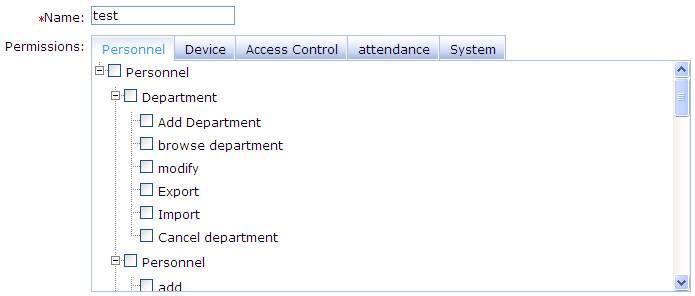 *Name: test
Permissions: Personnel Device Access Control attendance System
Personnel
Department
Add Department
browse department
modify
Export
Import
Cancel department
Personnel
add